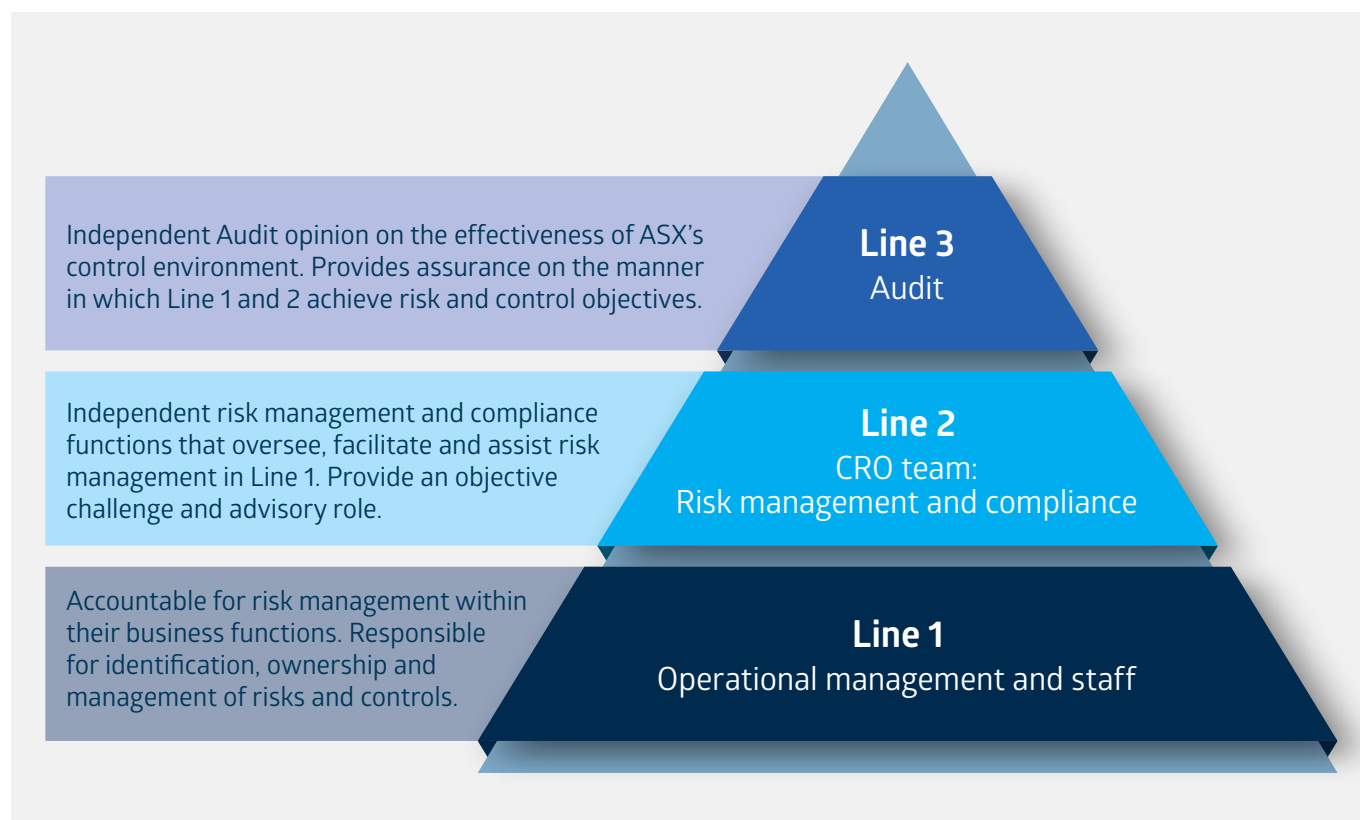 Independent Audit opinion on the effectiveness of ASX's
control environment. Provides assurance on the manner
in which Line 1 and 2 achieve risk and control objectives.
Line 3
Audit
Independent risk management and compliance
functions that oversee, facilitate and assist risk
management in Line 1. Provide an objective
challenge and advisory role.
Line 2
CRO team:
Risk management and compliance
Accountable for risk management within
their business functions. Responsible
for identification, ownership and
management of risks and controls.
Line 1
Operational management and staff